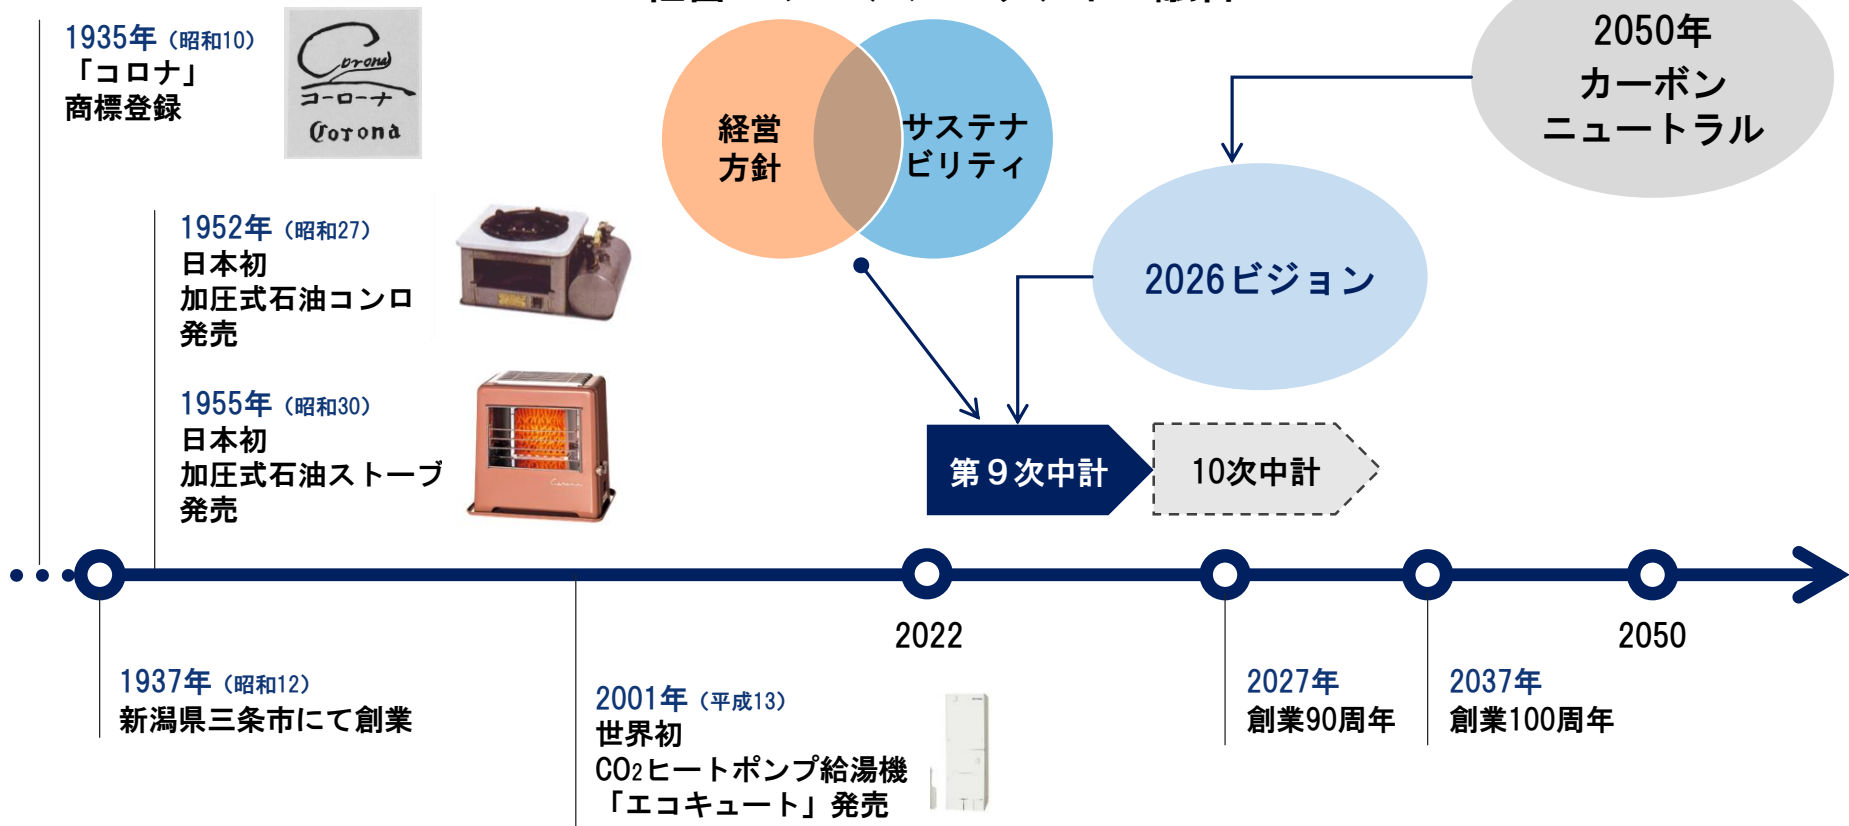 1935年（昭和10）
「コロナ」
商標登録
Corona
コーローナ
Corona
経営
方針
サステナ
ビリティ
2050年
カーボン
ニュートラル
1952年（昭和27）
日本初
加圧式石油コンロ
発売
2026ビジョン
1955年（昭和30）
日本初
加圧式石油ストーブ
発売
第９次中計
10次中計
2022
2050
1937年（昭和12）
新潟県三条市にて創業
2001年（平成13）
世界初
CO2ヒートポンプ給湯機
「エコキュート」発売
2027年
創業90周年
2037年
創業100周年